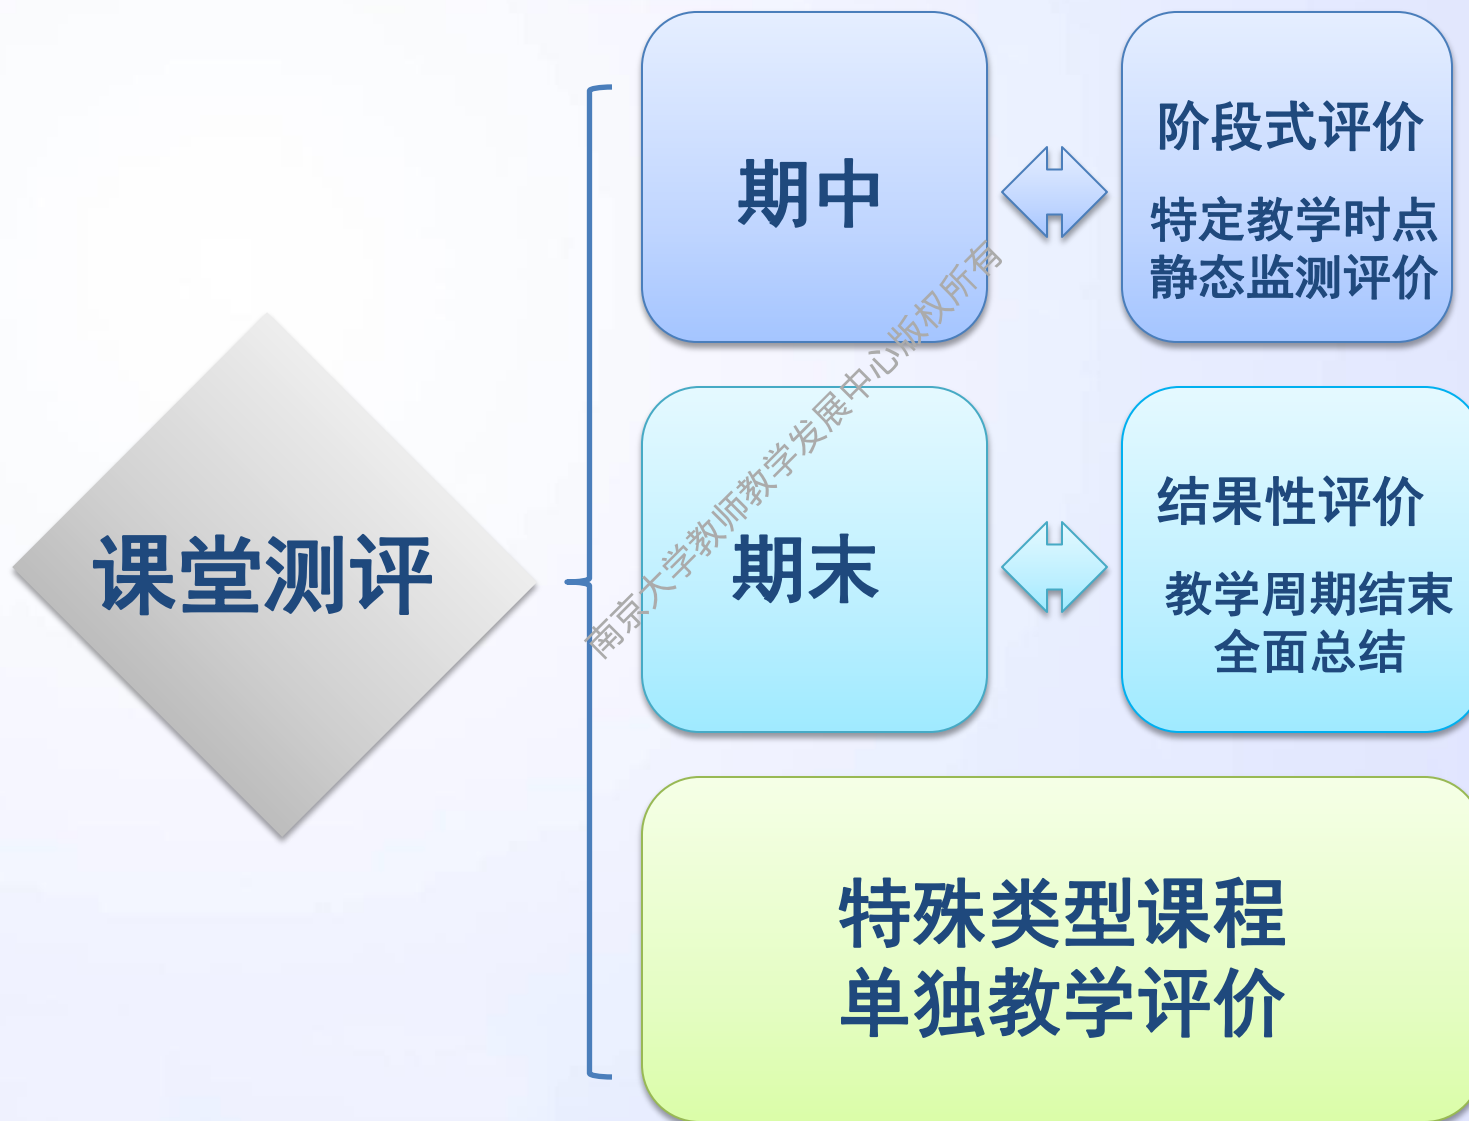 课堂测评
期中
阶段式评价
特定教学时点
静态监测评价
期末
结果性评价
教学周期结束
全面总结
特殊类型课程
单独教学评价
南京大学教师教学发展中心版权所有